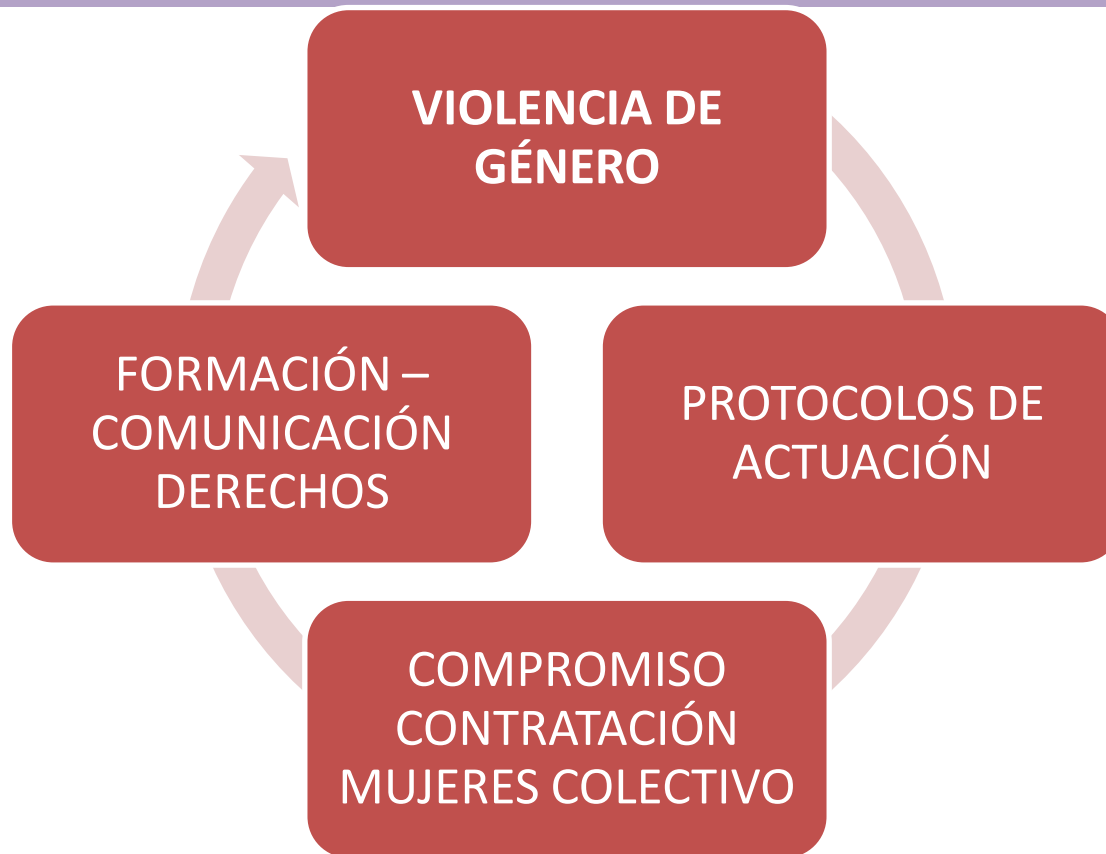 VIOLENCIA DE
GÉNERO
PROTOCOLOS DE
ACTUACIÓN
COMPROMISO
CONTRATACIÓN
MUJERES COLECTIVO
FORMACIÓN –
COMUNICACIÓN
DERECHOS